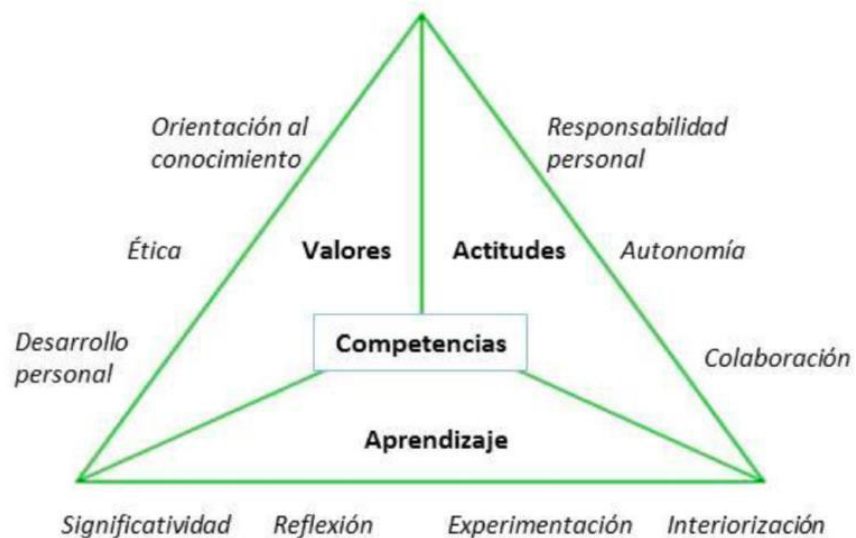 Orientación al
conocimiento
Responsabilidad
personal
Ética
Valores
Actitudes
Autonomía
Desarrollo
personal
Competencias
Colaboración
Aprendizaje
Significatividad
Reflexión
Experimentación
Interiorización